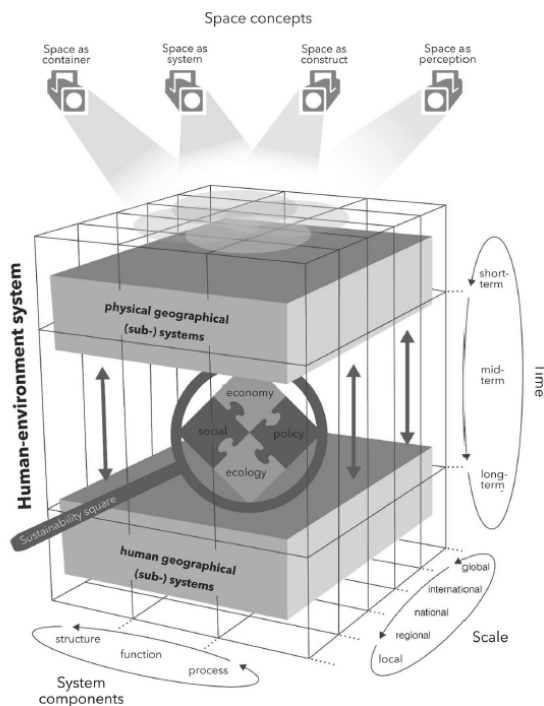 Space concepts
Space as
container
Space as
system
Space as
construct
Space as
perception
Human-environment system
physical geographical
(sub-) systems
economy
social
policy
ecology
Sustainability square
human geographical
(sub-) systems
short-
term
mid-
term
long-
term
Time
global
international
national
regional
local
Scale
structure
function
process
System
components